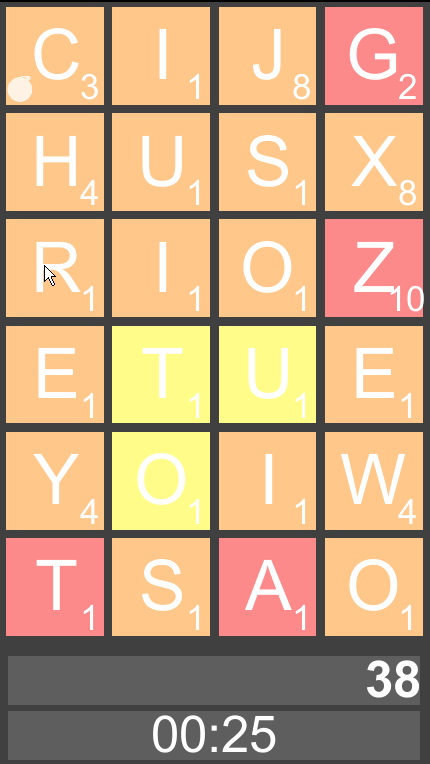 C3 I1 J8 G2
H4 U1 S1 X8
R1 I1 O1 Z10
E1 T1 U1 E1
Y4 O1 I1 W4
T1 S1 A1 O1
38
00:25